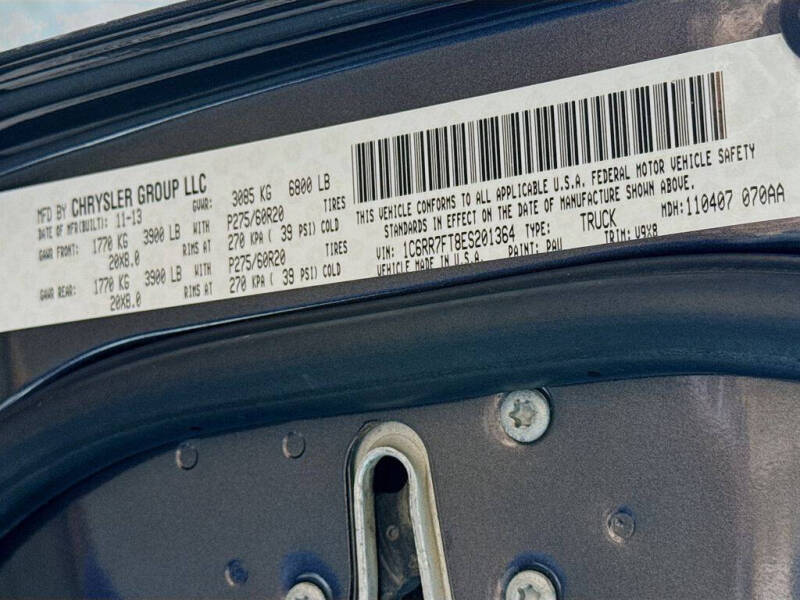 MFD BY CHRYSLER GROUP LLC
DATE OF MFR(BUILT): 11-13 GVWR: 3085 KG 6800 LB
GAWR FRONT: 1770 KG 3900 LB WITH P275/60R20 TIRES
20X8.0 RIMS AT 270 KPA ( 39 PSI) COLD
GAWR REAR: 1770 KG 3900 LB WITH P275/60R20 TIRES
20X8.0 RIMS AT 270 KPA ( 39 PSI) COLD
THIS VEHICLE CONFORMS TO ALL APPLICABLE U.S.A. FEDERAL MOTOR VEHICLE SAFETY
STANDARDS IN EFFECT ON THE DATE OF MANUFACTURE SHOWN ABOVE.
VIN: 1C6RR7FT8ES201364 TYPE: TRUCK MDH: 110407 070AA
VEHICLE MADE IN U.S.A. PAINT: PAU TRIM: V9X8